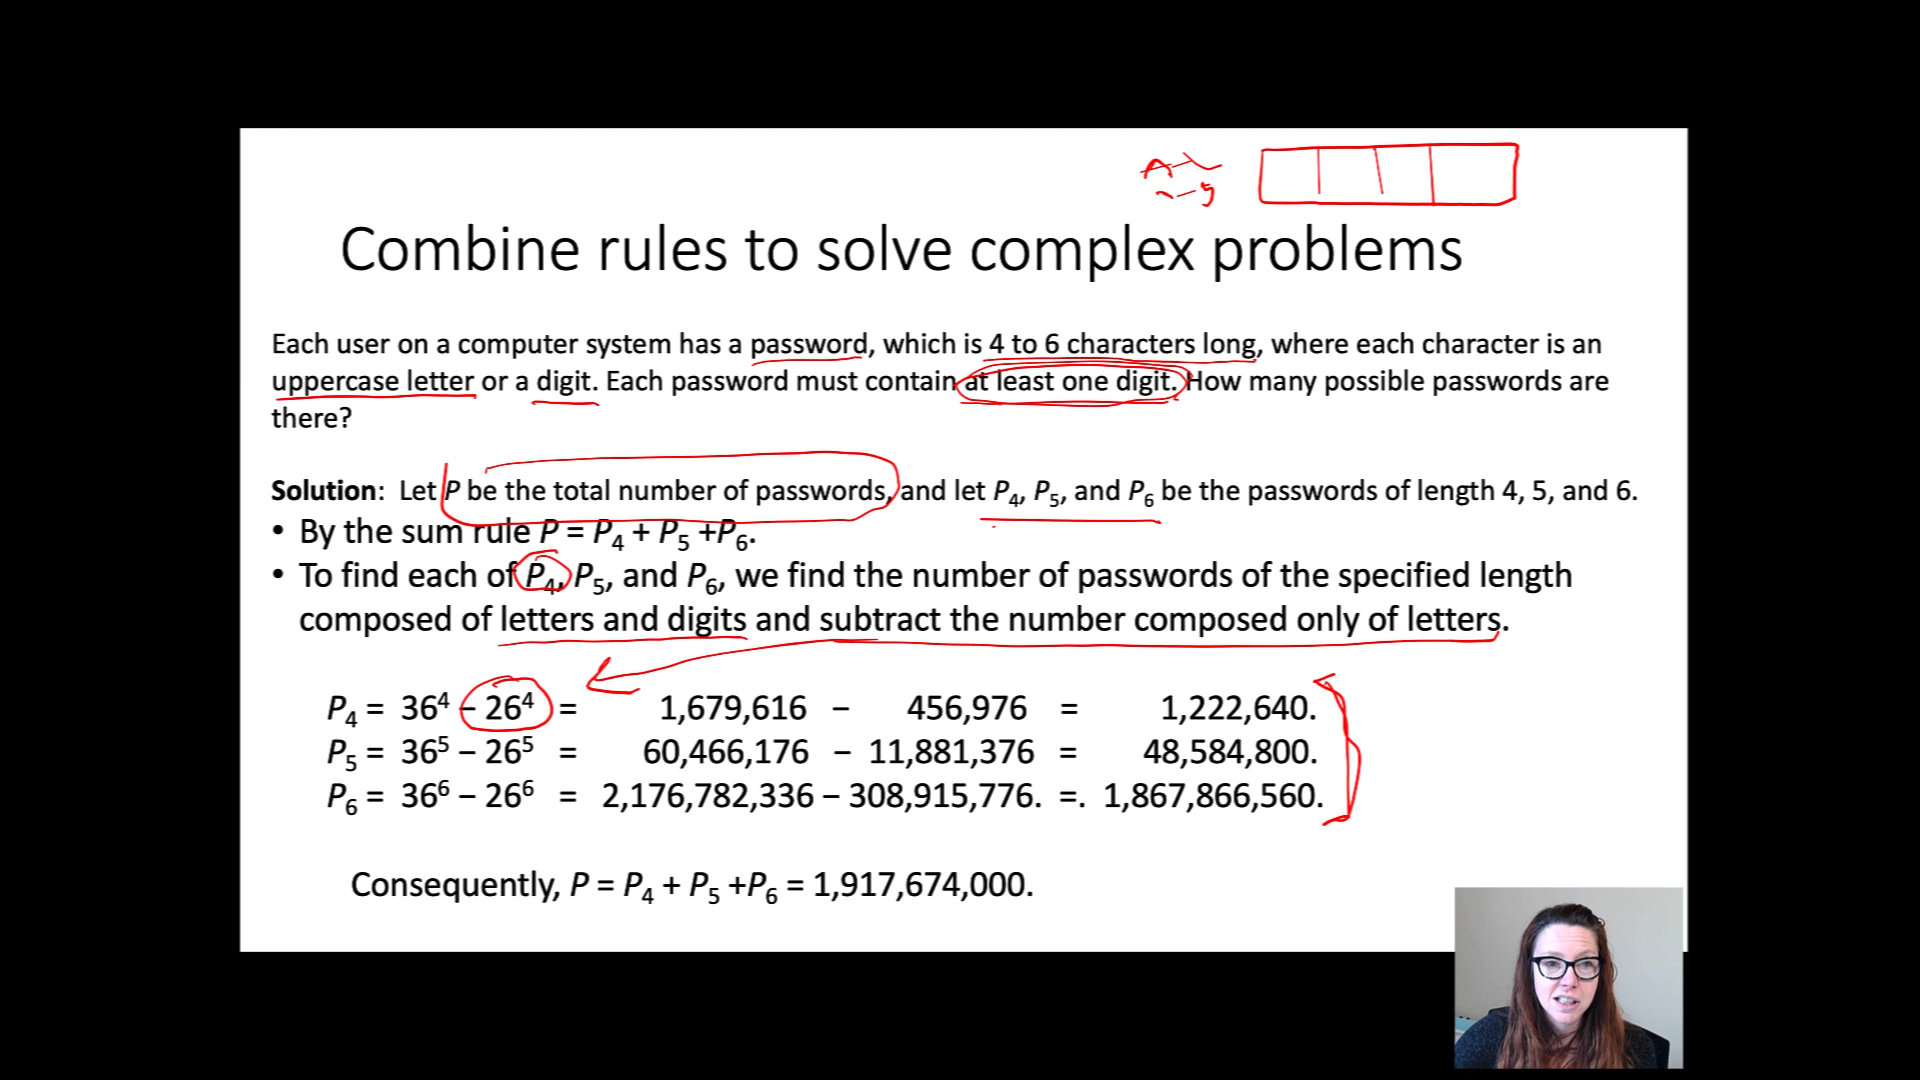 A-Z
0-9
Combine rules to solve complex problems
Each user on a computer system has a password, which is 4 to 6 characters long, where each character is an
uppercase letter or a digit. Each password must contain at least one digit. How many possible passwords are
there?
Solution: Let P be the total number of passwords, and let P₄, P₅, and P₆ be the passwords of length 4, 5, and 6.
• By the sum rule P = P₄ + P₅ +P₆.
• To find each of P₄, P₅, and P₆, we find the number of passwords of the specified length
composed of letters and digits and subtract the number composed only of letters.
P₄ = 36⁴ − 26⁴ = 1,679,616 − 456,976 = 1,222,640.
P₅ = 36⁵ − 26⁵ = 60,466,176 − 11,881,376 = 48,584,800.
P₆ = 36⁶ − 26⁶ = 2,176,782,336 − 308,915,776. =. 1,867,866,560.
Consequently, P = P₄ + P₅ +P₆ = 1,917,674,000.